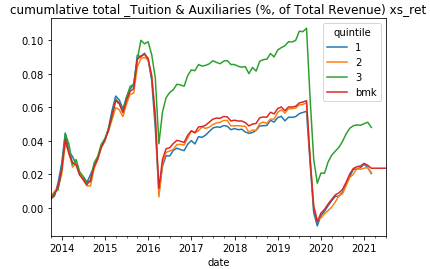 cumumlative total _Tuition & Auxiliaries (%, of Total Revenue) xs_ret
quintile
1
2
3
bmk
0.10
0.08
0.06
0.04
0.02
0.00
2014 2015 2016 2017 2018 2019 2020 2021
date